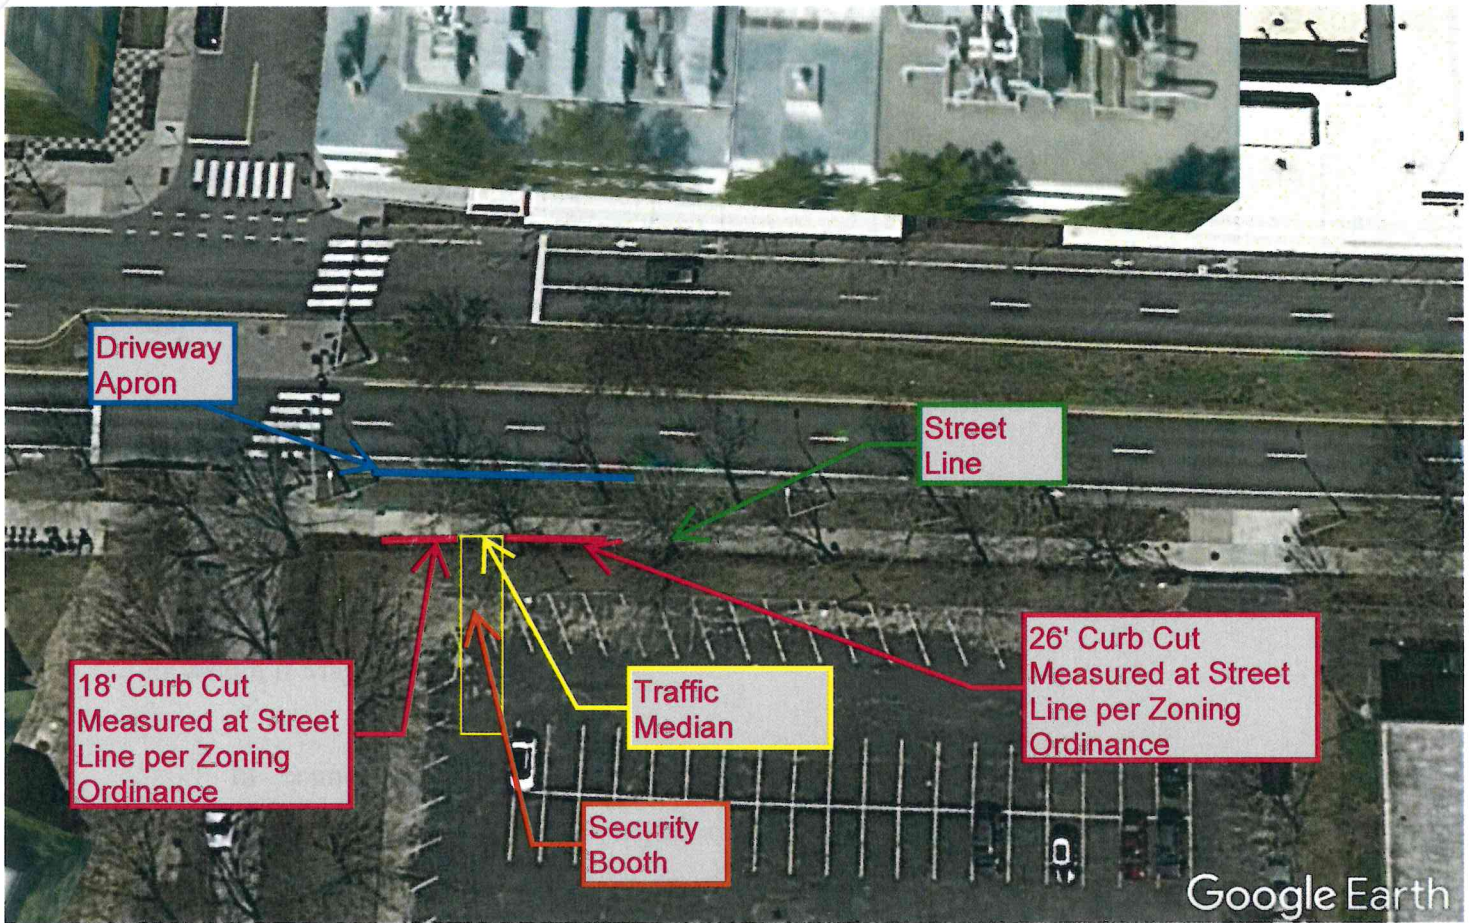 Driveway
Apron
Street
Line
18' Curb Cut
Measured at Street
Line per Zoning
Ordinance
Traffic
Median
26' Curb Cut
Measured at Street
Line per Zoning
Ordinance
Security
Booth
Google Earth